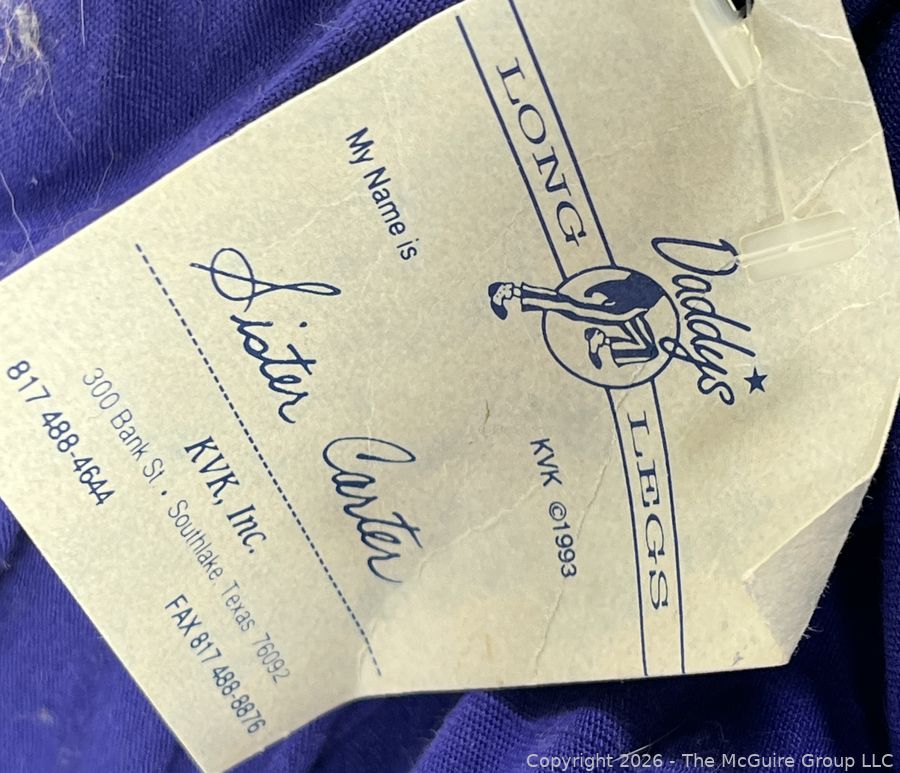 Daddy's
LONG LEGS
KVK ©1993
My Name is
Sister Carter
KVK, Inc.
300 Bank St. • Southlake, Texas 76092
817 488-4644 FAX 817 488-8876
Copyright 2026 - The McGuire Group LLC